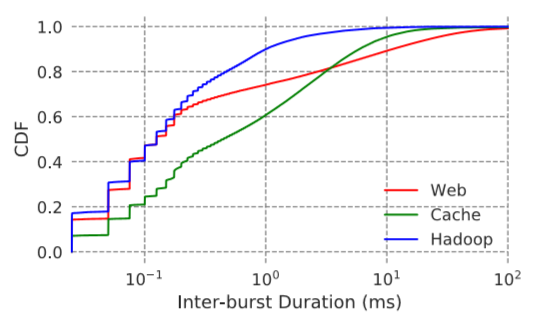 1.0
0.8
0.6
0.4
0.2
0.0
CDF
Web
Cache
Hadoop
10⁻¹ 10⁰ 10¹ 10²
Inter-burst Duration (ms)